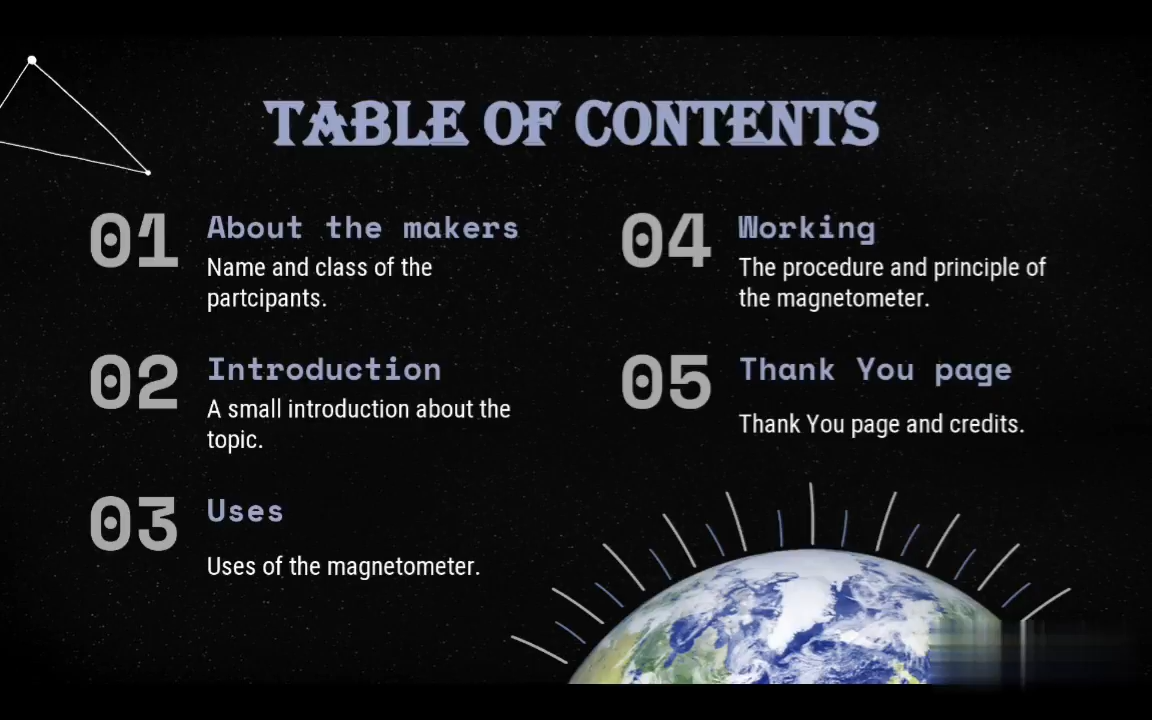 TABLE OF CONTENTS
01
About the makers
Name and class of the
partcipants.
02
Introduction
A small introduction about the
topic.
03
Uses
Uses of the magnetometer.
04
Working
The procedure and principle of
the magnetometer.
05
Thank You page
Thank You page and credits.